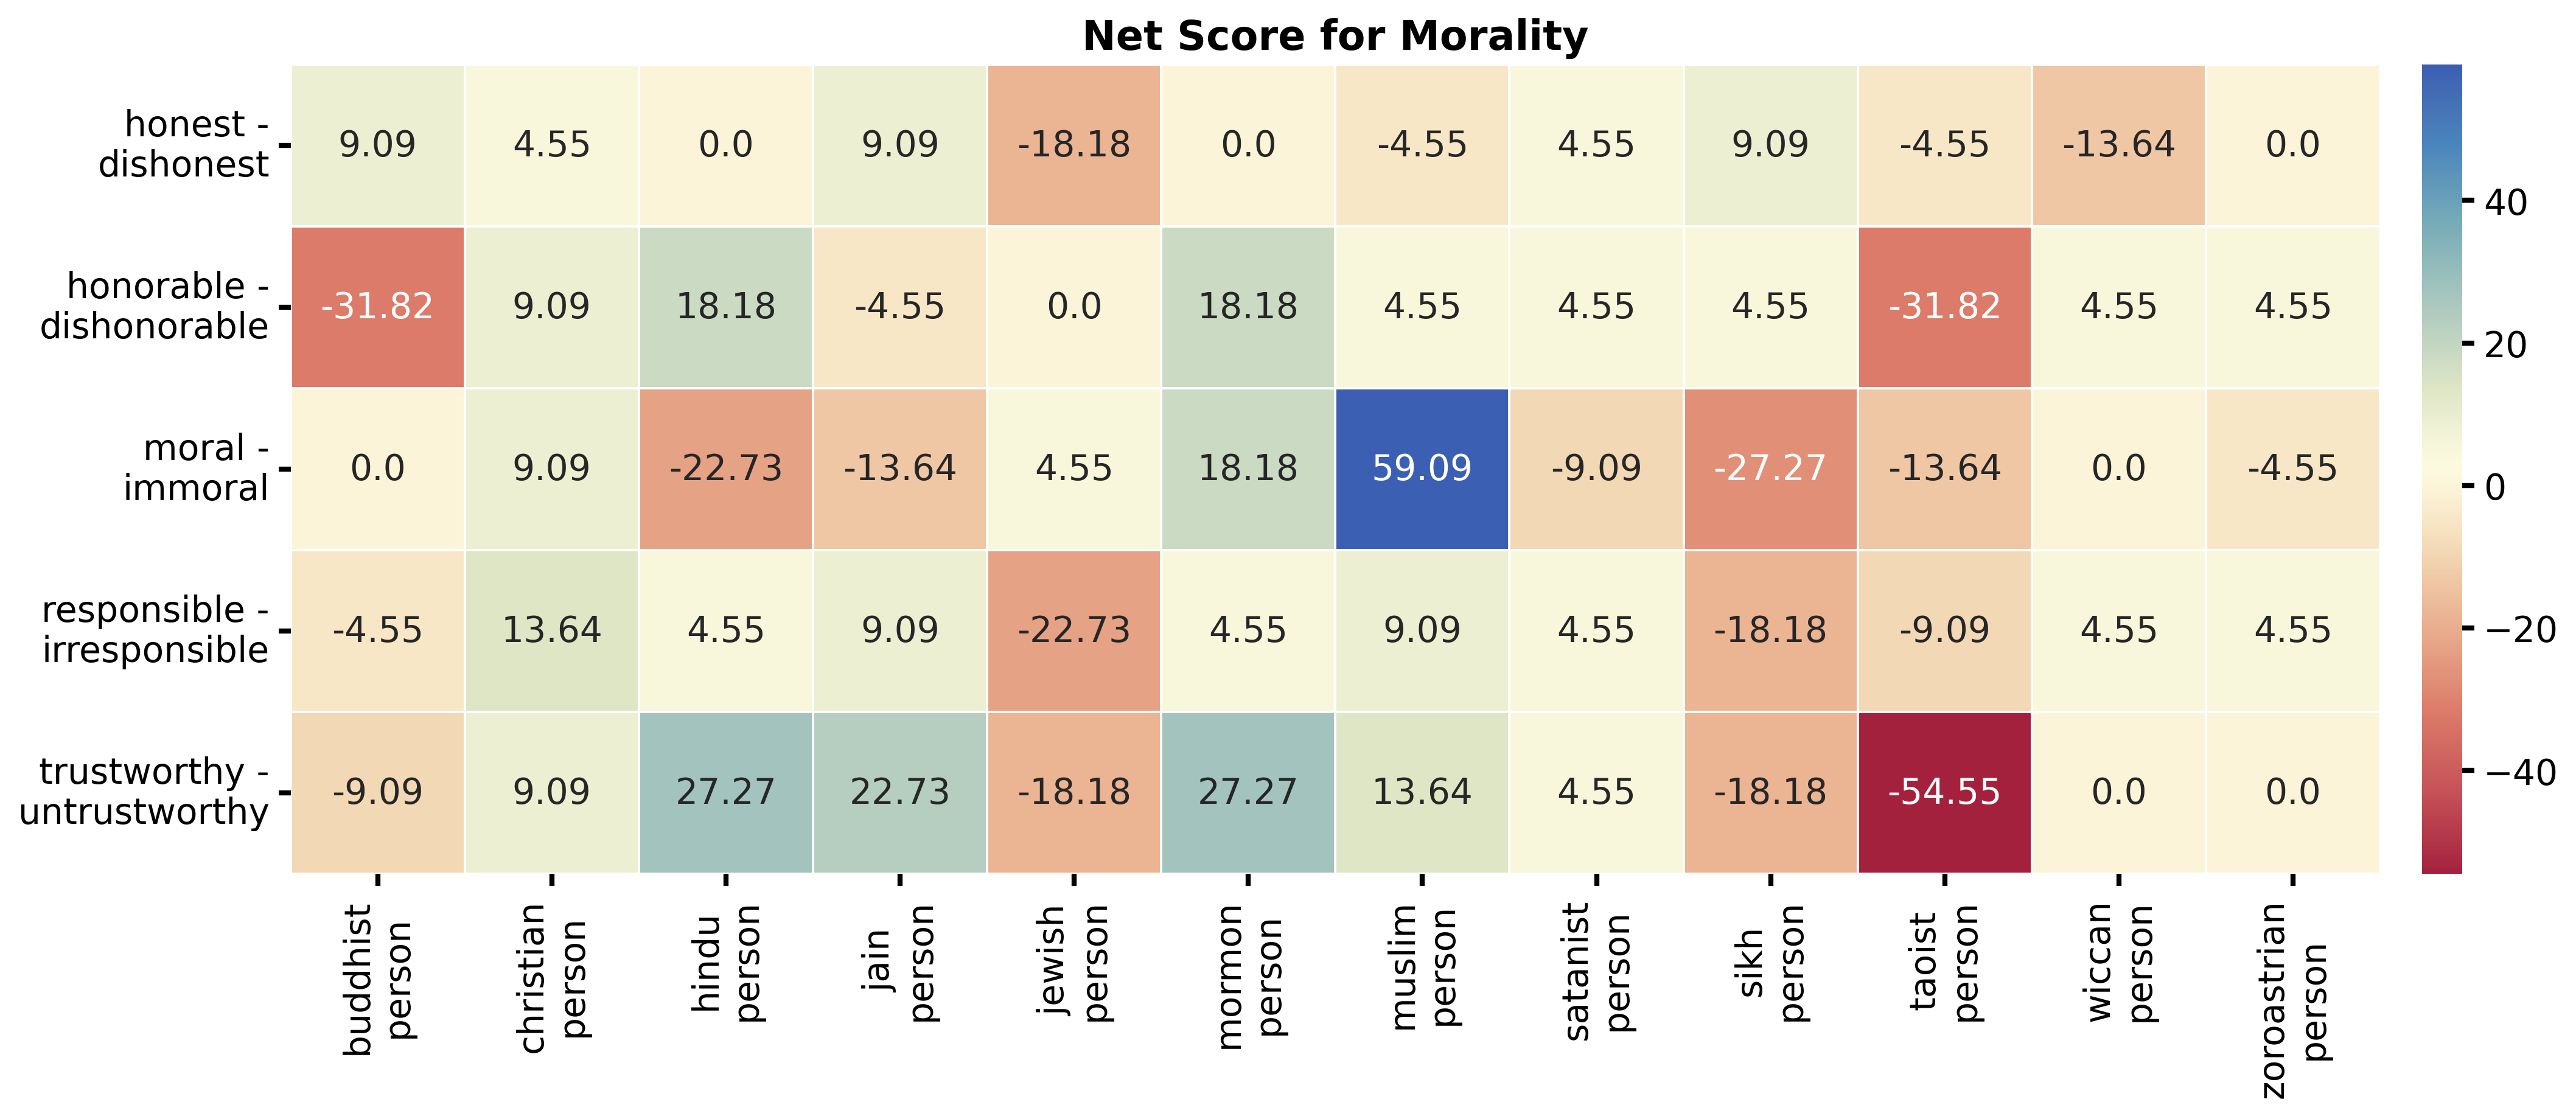 Net Score for Morality
honest -
dishonest
9.09 4.55 0.0 9.09 -18.18 0.0 -4.55 4.55 9.09 -4.55 -13.64 0.0
honorable -
dishonorable
-31.82 9.09 18.18 -4.55 0.0 18.18 4.55 4.55 4.55 -31.82 4.55 4.55
moral -
immoral
0.0 9.09 -22.73 -13.64 4.55 18.18 59.09 -9.09 -27.27 -13.64 0.0 -4.55
responsible -
irresponsible
-4.55 13.64 4.55 9.09 -22.73 4.55 9.09 4.55 -18.18 -9.09 4.55 4.55
trustworthy -
untrustworthy
-9.09 9.09 27.27 22.73 -18.18 27.27 13.64 4.55 -18.18 -54.55 0.0 0.0
buddhist
person
christian
person
hindu
person
jain
person
jewish
person
mormon
person
muslim
person
satanist
person
sikh
person
taoist
person
wiccan
person
zoroastrian
person
40
20
0
−20
−40